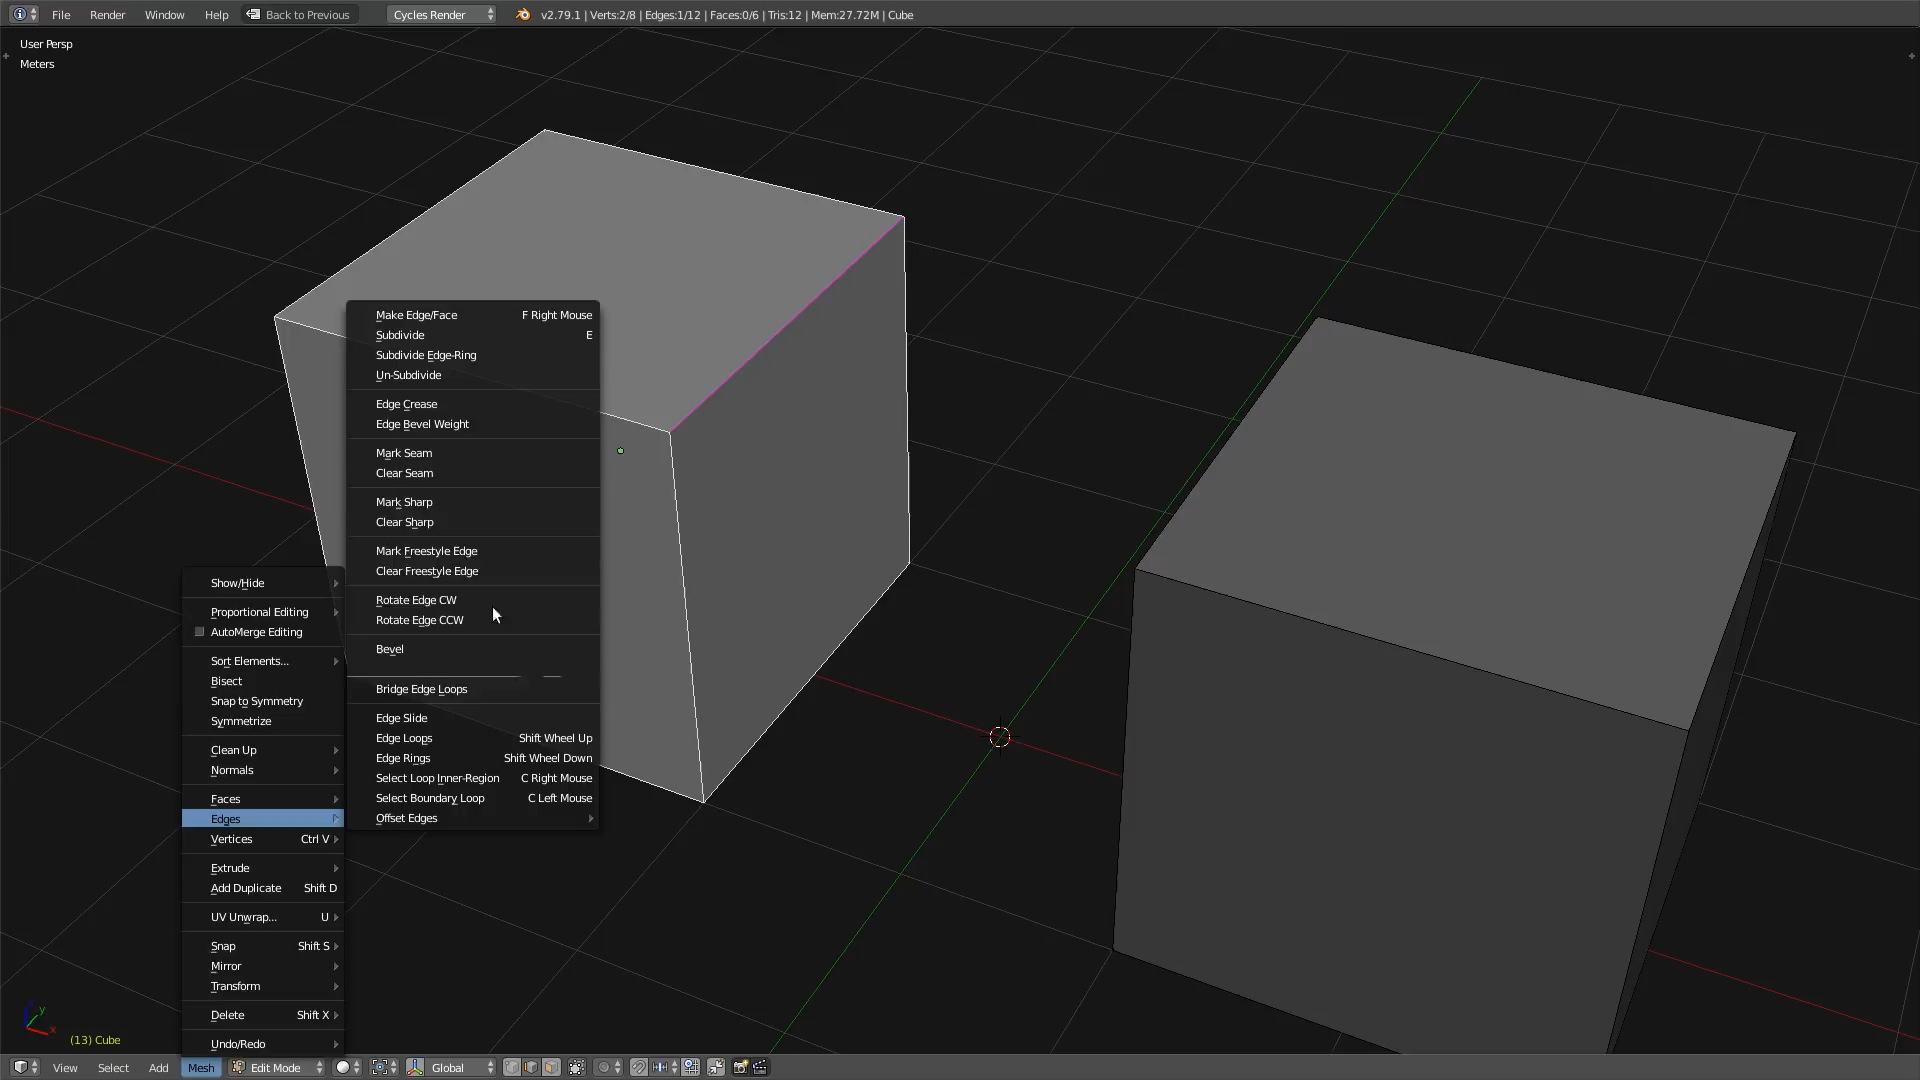 File Render Window Help Back to Previous Cycles Render v2.79.1 | Verts:2/8 | Edges:1/12 | Faces:0/6 | Tris:12 | Mem:27.72M | Cube
User Persp
Meters
Make Edge/Face F Right Mouse
Subdivide E
Subdivide Edge-Ring
Un-Subdivide
Edge Crease
Edge Bevel Weight
Mark Seam
Clear Seam
Mark Sharp
Clear Sharp
Mark Freestyle Edge
Clear Freestyle Edge
Rotate Edge CW
Rotate Edge CCW
Bevel
Bridge Edge Loops
Edge Slide
Edge Loops Shift Wheel Up
Edge Rings Shift Wheel Down
Select Loop Inner-Region C Right Mouse
Select Boundary Loop C Left Mouse
Offset Edges
Show/Hide
Proportional Editing
AutoMerge Editing
Sort Elements...
Bisect
Snap to Symmetry
Symmetrize
Clean Up
Normals
Faces
Edges
Vertices Ctrl V
Extrude
Add Duplicate Shift D
UV Unwrap... U
Snap Shift S
Mirror
Transform
Delete Shift X
Undo/Redo
y
x
(13) Cube
View Select Add Mesh Edit Mode Global